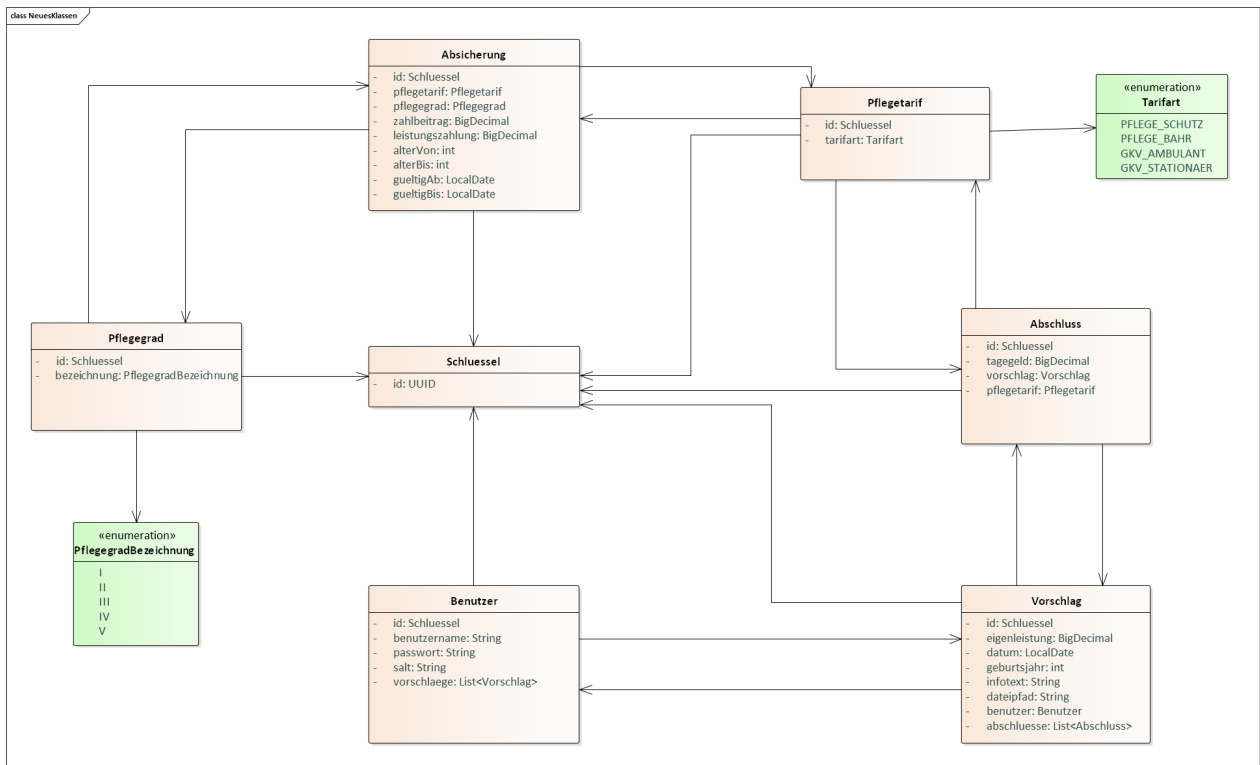 class NeuesKlassen
Absicherung
- id: Schluessel
- pflegetarif: Pflegetarif
- pflegegrad: Pflegegrad
- zahlbeitrag: BigDecimal
- leistungszahlung: BigDecimal
- alterVon: int
- alterBis: int
- gueltigAb: LocalDate
- gueltigBis: LocalDate
Pflegetarif
- id: Schluessel
- tarifart: Tarifart
«enumeration»
Tarifart
PFLEGE_SCHUTZ
PFLEGE_BAHR
GKV_AMBULANT
GKV_STATIONAER
Pflegegrad
- id: Schluessel
- bezeichnung: PflegegradBezeichnung
Schluessel
- id: UUID
Abschluss
- id: Schluessel
- tagegeld: BigDecimal
- vorschlag: Vorschlag
- pflegetarif: Pflegetarif
«enumeration»
PflegegradBezeichnung
I
II
III
IV
V
Benutzer
- id: Schluessel
- benutzername: String
- passwort: String
- salt: String
- vorschlaege: List<Vorschlag>
Vorschlag
- id: Schluessel
- eigenleistung: BigDecimal
- datum: LocalDate
- geburtsjahr: int
- infotext: String
- dateipfad: String
- benutzer: Benutzer
- abschluesse: List<Abschluss>